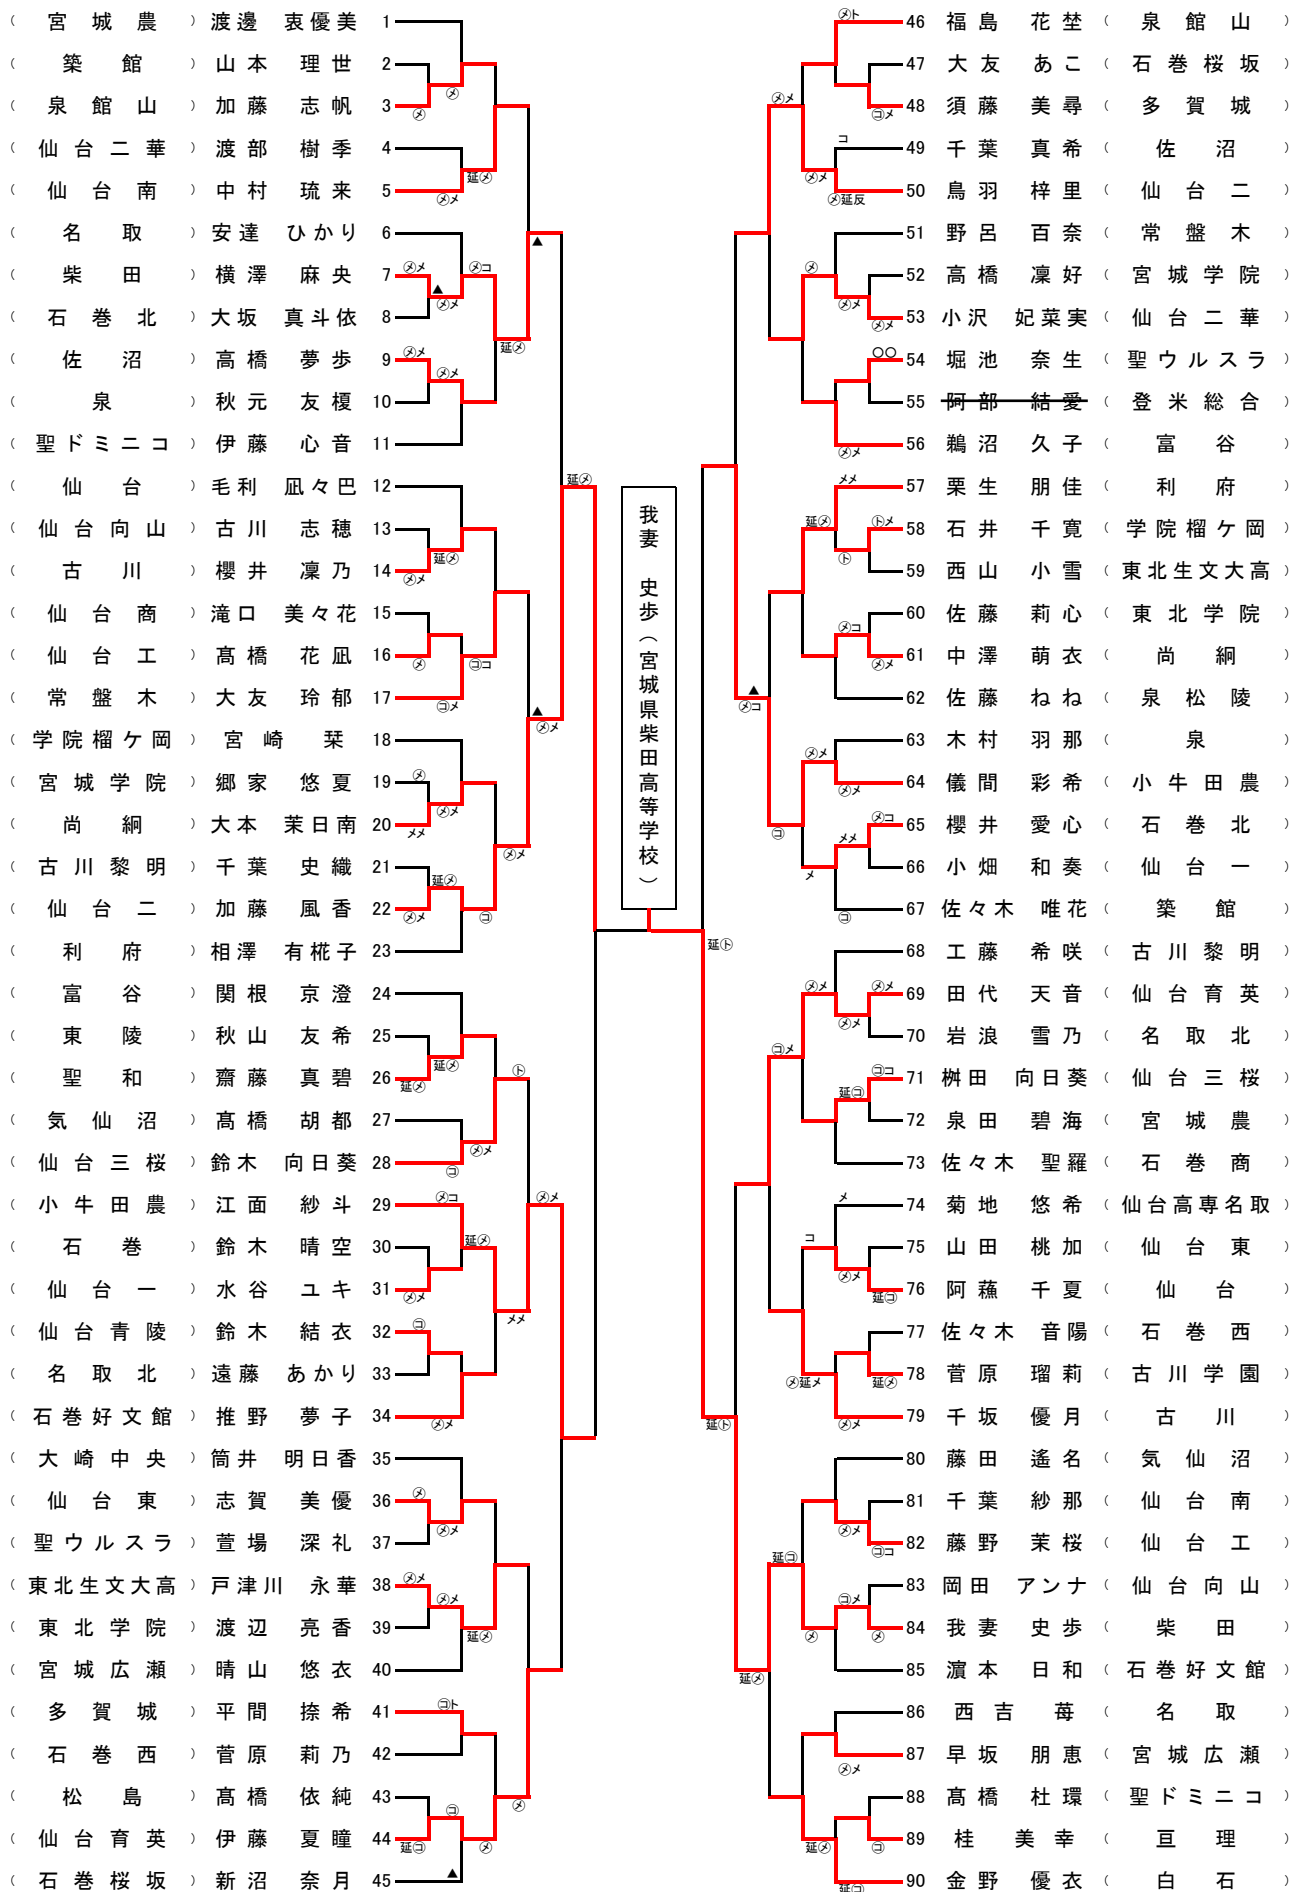 （宮城農）渡邊 衷優美 1
（築館）山本 理世 2
（泉館山）加藤 志帆 3
（仙台二華）渡部 樹季 4
（仙台南）中村 琉来 5
（名取）安達 ひかり 6
（柴田）横澤 麻央 7
（石巻北）大坂 真斗依 8
（佐沼）高橋 夢歩 9
（泉）秋元 友榎 10
（聖ドミニコ）伊藤 心音 11
（仙台）毛利 凪々巴 12
（仙台向山）古川 志穂 13
（古川）櫻井 凜乃 14
（仙台商）滝口 美々花 15
（仙台工）髙橋 花凪 16
（常盤木）大友 玲郁 17
（学院榴ケ岡）宮崎 栞 18
（宮城学院）郷家 悠夏 19
（尚絅）大本 茉日南 20
（古川黎明）千葉 史織 21
（仙台二）加藤 風香 22
（利府）相澤 有椛子 23
（富谷）関根 京澄 24
（東陵）秋山 友希 25
（聖和）齋藤 真碧 26
（気仙沼）髙橋 胡都 27
（仙台三桜）鈴木 向日葵 28
（小牛田農）江面 紗斗 29
（石巻）鈴木 晴空 30
（仙台一）水谷 ユキ 31
（仙台青陵）鈴木 結衣 32
（名取北）遠藤 あかり 33
（石巻好文館）推野 夢子 34
（大崎中央）筒井 明日香 35
（仙台東）志賀 美優 36
（聖ウルスラ）萱場 深礼 37
（東北生文大高）戸津川 永華 38
（東北学院）渡辺 亮香 39
（宮城広瀬）晴山 悠衣 40
（多賀城）平間 捺希 41
（石巻西）菅原 莉乃 42
（松島）髙橋 依純 43
（仙台育英）伊藤 夏瞳 44
（石巻桜坂）新沼 奈月 45
我妻 史歩（宮城県柴田高等学校）
46 福島 花埜（泉館山）
47 大友 あこ（石巻桜坂）
48 須藤 美尋（多賀城）
49 千葉 真希（佐沼）
50 鳥羽 梓里（仙台二）
51 野呂 百奈（常盤木）
52 高橋 凜好（宮城学院）
53 小沢 妃菜実（仙台二華）
54 堀池 奈生（聖ウルスラ）
55 阿部 結愛（登米総合）
56 鵜沼 久子（富谷）
57 栗生 朋佳（利府）
58 石井 千寛（学院榴ケ岡）
59 西山 小雪（東北生文大高）
60 佐藤 莉心（東北学院）
61 中澤 萌衣（尚絅）
62 佐藤 ねね（泉松陵）
63 木村 羽那（泉）
64 儀間 彩希（小牛田農）
65 櫻井 愛心（石巻北）
66 小畑 和奏（仙台一）
67 佐々木 唯花（築館）
68 工藤 希咲（古川黎明）
69 田代 天音（仙台育英）
70 岩浪 雪乃（名取北）
71 桝田 向日葵（仙台三桜）
72 泉田 碧海（宮城農）
73 佐々木 聖羅（石巻商）
74 菊地 悠希（仙台高専名取）
75 山田 桃加（仙台東）
76 阿蘓 千夏（仙台）
77 佐々木 音陽（石巻西）
78 菅原 瑠莉（古川学園）
79 千坂 優月（古川）
80 藤田 遙名（気仙沼）
81 千葉 紗那（仙台南）
82 藤野 茉桜（仙台工）
83 岡田 アンナ（仙台向山）
84 我妻 史歩（柴田）
85 濵本 日和（石巻好文館）
86 西吉 苺（名取）
87 早坂 朋恵（宮城広瀬）
88 髙橋 杜環（聖ドミニコ）
89 桂 美幸（亘理）
90 金野 優衣（白石）